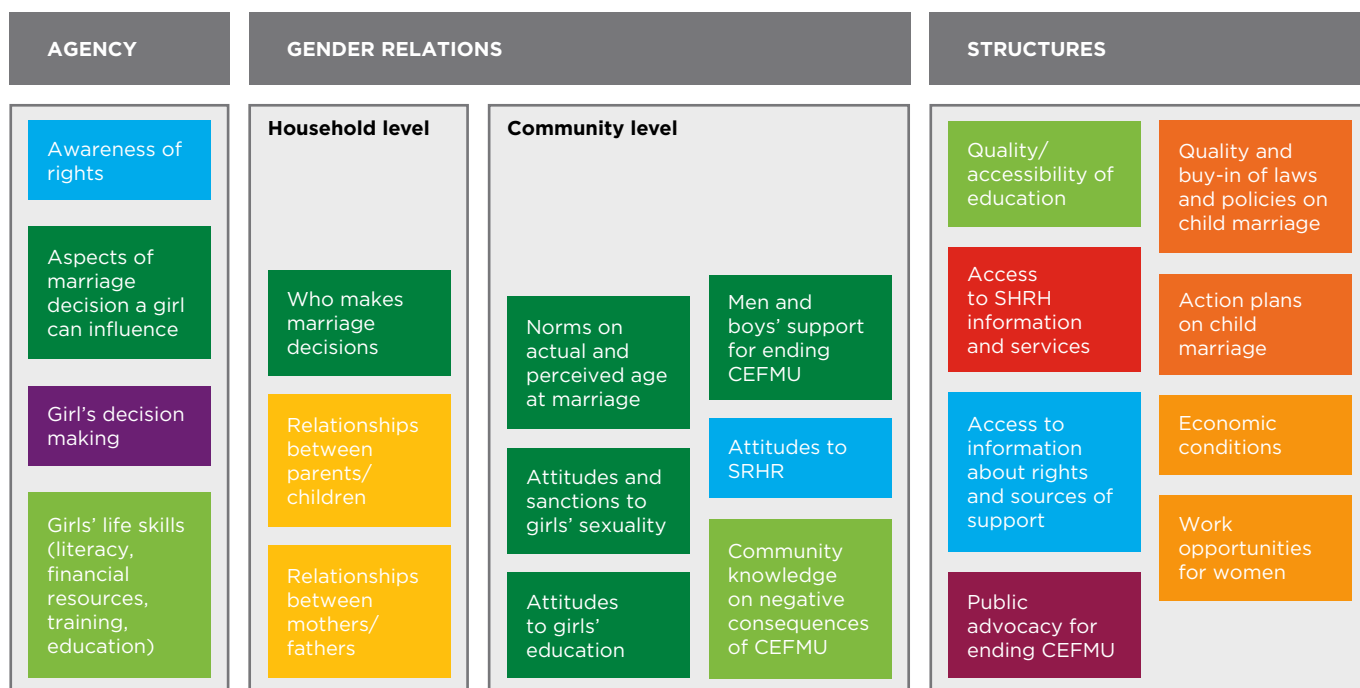 AGENCY
Awareness of
rights
Aspects of
marriage
decision a girl
can influence
Girl's decision
making
Girls' life skills
(literacy,
financial
resources,
training,
education)
GENDER RELATIONS
Household level
Who makes
marriage
decisions
Relationships
between
parents/
children
Relationships
between
mothers/
fathers
Community level
Norms on
actual and
perceived age
at marriage
Attitudes and
sanctions to
girls' sexuality
Attitudes
to girls'
education
Men and
boys' support
for ending
CEFMU
Attitudes to
SRHR
Community
knowledge
on negative
consequences
of CEFMU
STRUCTURES
Quality/
accessibility of
education
Access
to SHRH
information
and services
Access to
information
about rights
and sources of
support
Public
advocacy for
ending CEFMU
Quality and
buy-in of laws
and policies on
child marriage
Action plans
on child
marriage
Economic
conditions
Work
opportunities
for women